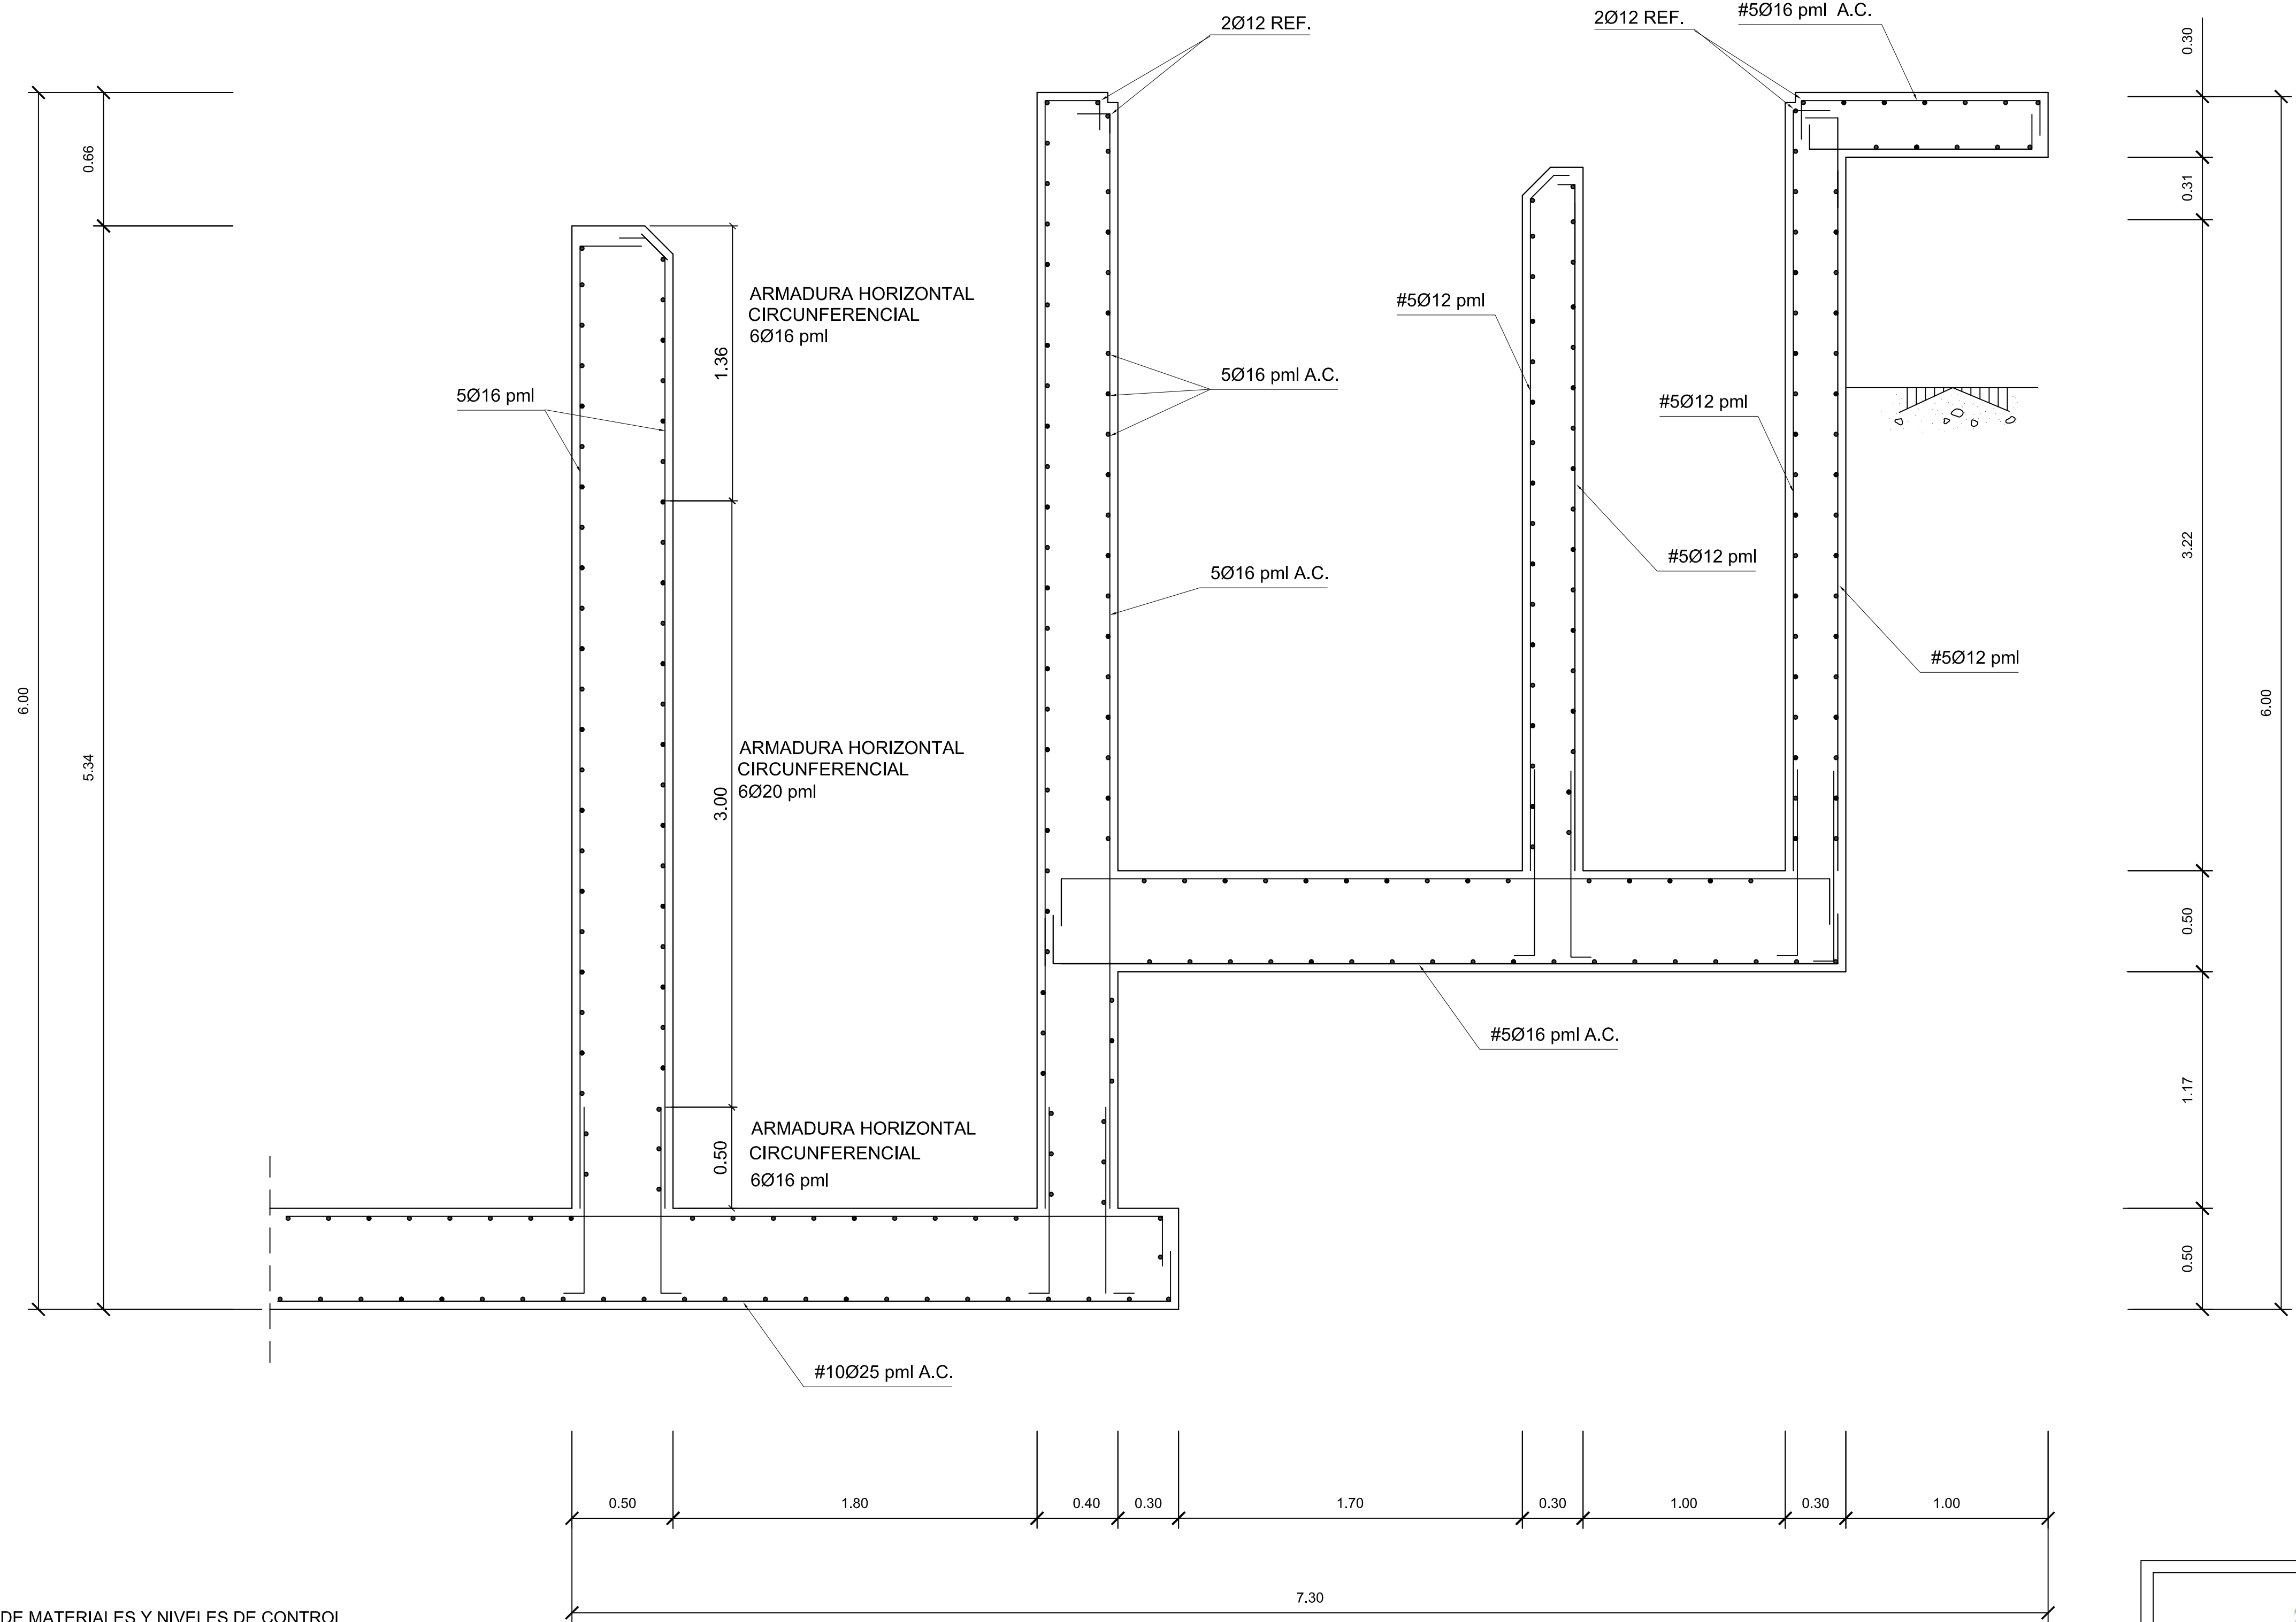 2Ø12 REF.
2Ø12 REF.
#5Ø16 pml A.C.
0.30
0.66
0.31
ARMADURA HORIZONTAL
CIRCUNFERENCIAL
6Ø16 pml
#5Ø12 pml
1.36
5Ø16 pml A.C.
5Ø16 pml
#5Ø12 pml
3.22
#5Ø12 pml
5Ø16 pml A.C.
#5Ø12 pml
6.00
6.00
5.34
ARMADURA HORIZONTAL
CIRCUNFERENCIAL
6Ø20 pml
3.00
0.50
#5Ø16 pml A.C.
1.17
ARMADURA HORIZONTAL
CIRCUNFERENCIAL
6Ø16 pml
0.50
0.50
#10Ø25 pml A.C.
0.50 1.80 0.40 0.30 1.70 0.30 1.00 0.30 1.00
7.30
DE MATERIALES Y NIVELES DE CONTROL